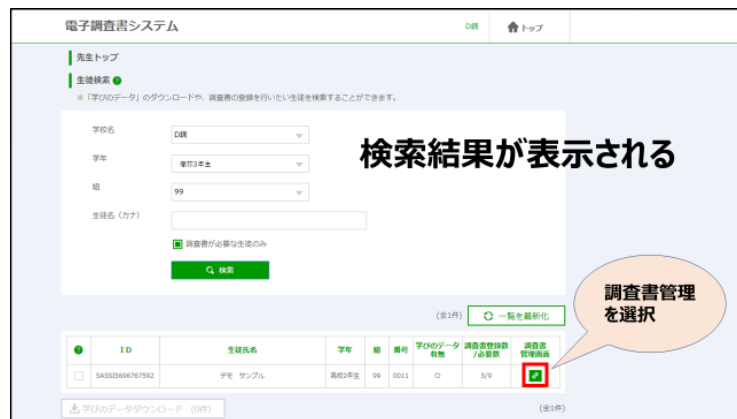 電子調査書システム
D調 トップ
先生トップ
生徒検索 ?
※「学びのデータ」のダウンロードや、調査書の登録を行いたい生徒を検索することができます。
学校名 D調
検索結果が表示される
学年 高校3年生
組 99
生徒名（カナ）
調査書が必要な生徒のみ
検索
調査書管理
を選択
(全1件) 一覧を最新化
? ID 生徒氏名 学年 組 番号 学びのデータ有無 調査書登録数/必要数 調査書管理画面
SASSI5696767592 デモ サンプル 高校2年生 99 0011 ○ 5/9
学びのデータダウンロード（0件） (全1件)